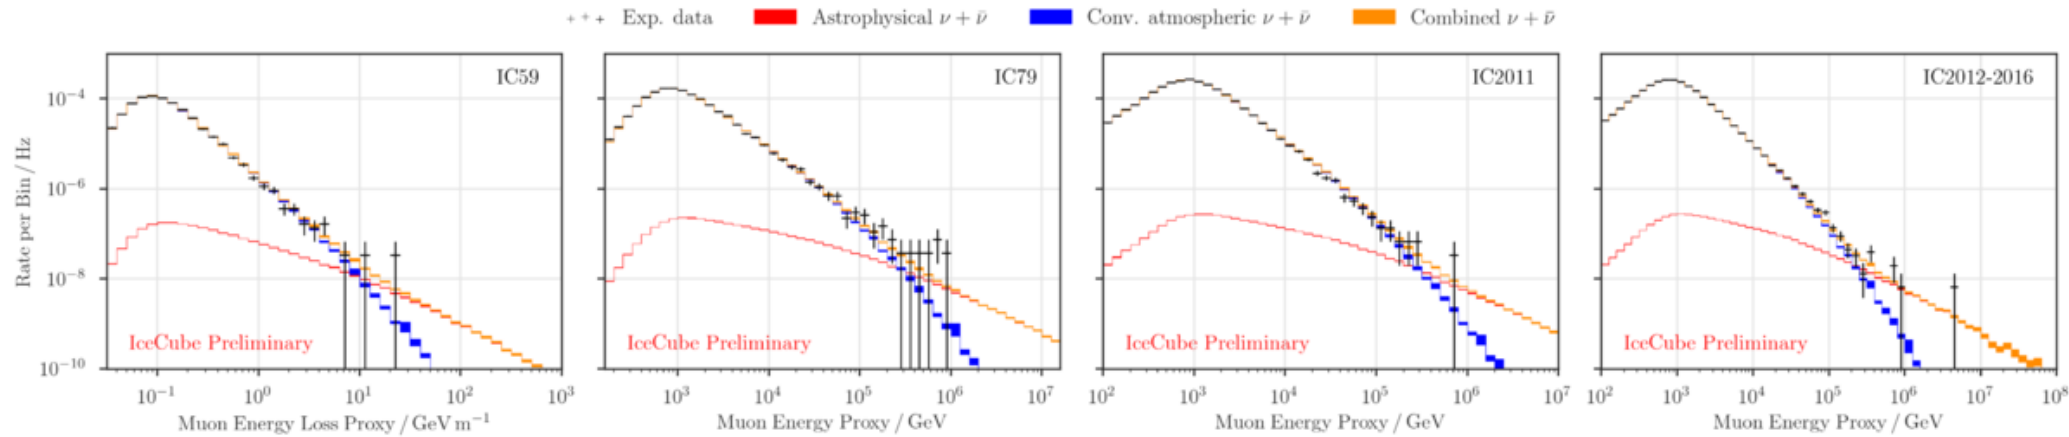 Exp. data Astrophysical ν + ν̄ Conv. atmospheric ν + ν̄ Combined ν + ν̄
IC59 IC79 IC2011 IC2012-2016
Rate per Bin / Hz
10⁻⁴
10⁻⁶
10⁻⁸
10⁻¹⁰
IceCube Preliminary IceCube Preliminary IceCube Preliminary IceCube Preliminary
10⁻¹ 10⁰ 10¹ 10² 10³ 10³ 10⁴ 10⁵ 10⁶ 10⁷ 10² 10³ 10⁴ 10⁵ 10⁶ 10⁷ 10² 10³ 10⁴ 10⁵ 10⁶ 10⁷ 10⁸
Muon Energy Loss Proxy / GeV m⁻¹ Muon Energy Proxy / GeV Muon Energy Proxy / GeV Muon Energy Proxy / GeV